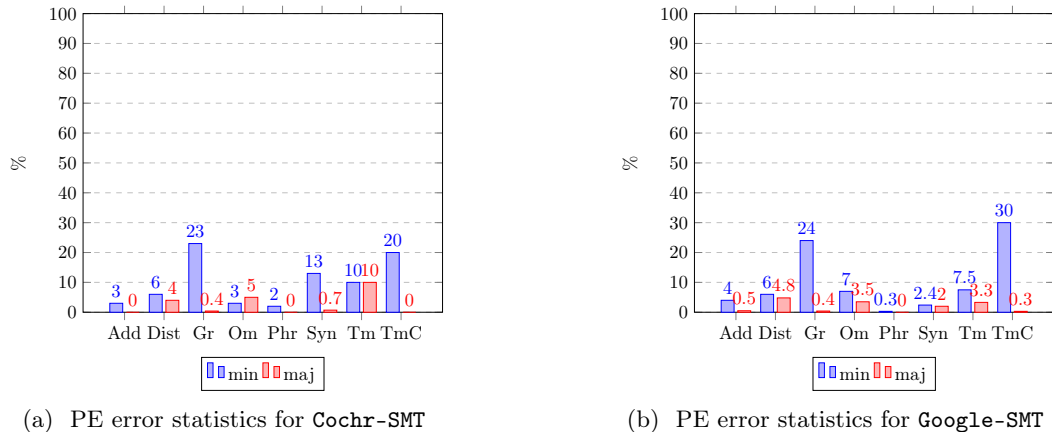 100
90
80
70
60
50
40
30
20
10
0
%
3 6 23 3 2 13 10 20
0 4 0.4 5 0 0.7 10 0
Add Dist Gr Om Phr Syn Tm TmC
min maj
(a) PE error statistics for Cochr-SMT
100
90
80
70
60
50
40
30
20
10
0
%
4 6 24 7 0.3 2.4 7.5 30
0.5 4.8 0.4 3.5 0 2 3.3 0.3
Add Dist Gr Om Phr Syn Tm TmC
min maj
(b) PE error statistics for Google-SMT